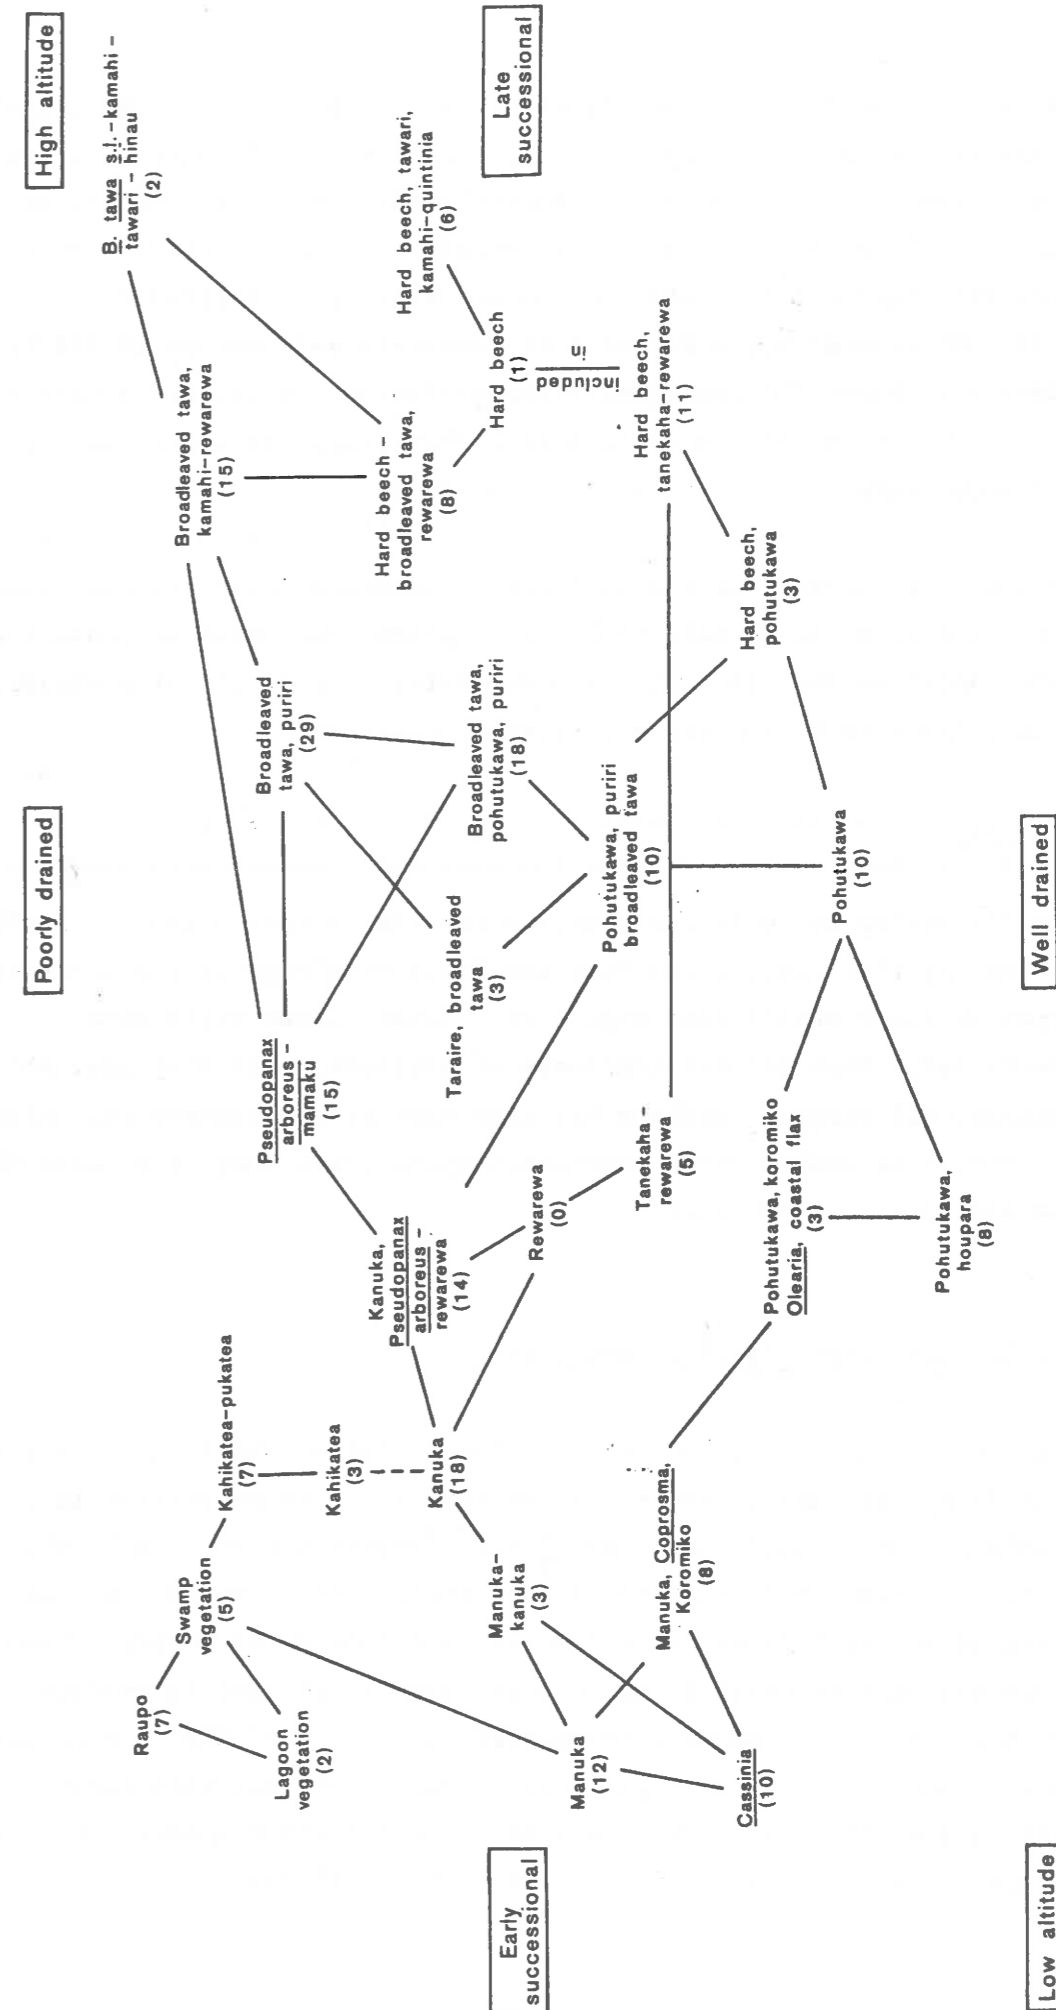 Poorly drained
High altitude
B. tawa s.l.-kamahi -
tawari - hinau
(2)
Broadleaved tawa,
kamahi-rewarewa
(15)
Raupo
(7)
Swamp
vegetation
(5)
Kahikatea-pukatea
(7)
Lagoon
vegetation
(2)
Kahikatea
(3)
Pseudopanax
arboreus -
mamaku
(15)
Broadleaved
tawa, puriri
(29)
Hard beech -
broadleaved tawa,
rewarewa
(8)
Hard beech, tawari,
kamahi-quintinia
(6)
Kanuka,
Pseudopanax
arboreus -
rewarewa
(14)
Kanuka
(18)
Taraire, broadleaved
tawa
(3)
Broadleaved tawa,
pohutukawa, puriri
(18)
Hard beech
(1)
Early
successional
Late
successional
Manuka-
kanuka
(3)
Rewarewa
(0)
included
in
Manuka
(12)
Pohutukawa, puriri
broadleaved tawa
(10)
Hard beech,
tanekaha-rewarewa
(11)
Tanekaha -
rewarewa
(5)
Manuka, Coprosma,
Koromiko
(8)
Cassinia
(10)
Hard beech,
pohutukawa
(3)
Pohutukawa, koromiko
Olearia, coastal flax
(3)
Pohutukawa
(10)
Pohutukawa,
houpara
(8)
Low altitude
Well drained